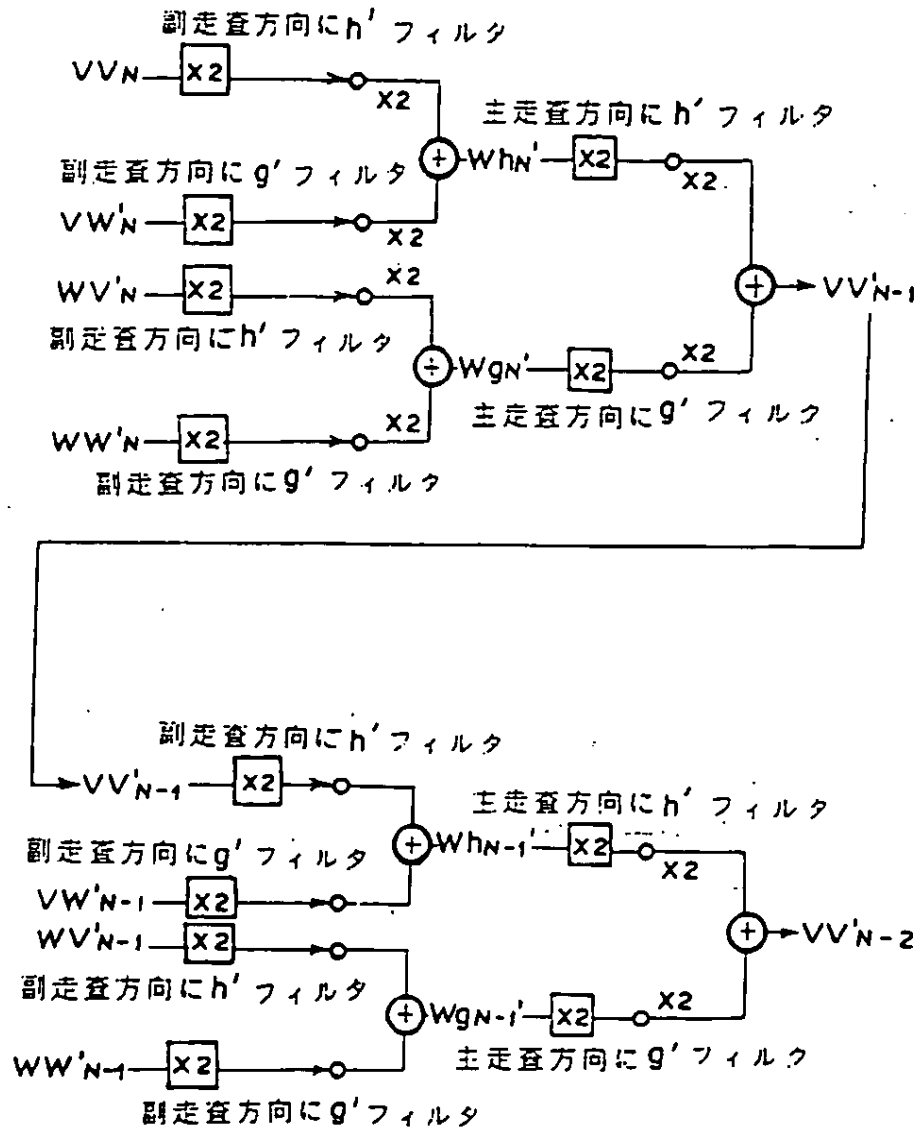 副走査方向にh' フィルタ
VVN X2 X2
主走査方向にh' フィルタ
+ WhN' X2 X2
副走査方向にg' フィルタ
VW'N X2 X2
X2
WV'N X2 + VV'N-1
副走査方向にh' フィルタ
X2
÷ WgN' X2
主走査方向にg' フィルタ
X2
WW'N X2
副走査方向にg' フィルタ
副走査方向にh' フィルタ
VV'N-1 X2
主走査方向にh' フィルタ
+ WhN-1' X2 X2
副走査方向にg' フィルタ
VW'N-1 X2
WV'N-1 X2 + VV'N-2
副走査方向にh' フィルタ
X2
+ WgN-1' X2
主走査方向にg' フィルタ
WW'N-1 X2
副走査方向にg' フィルタ